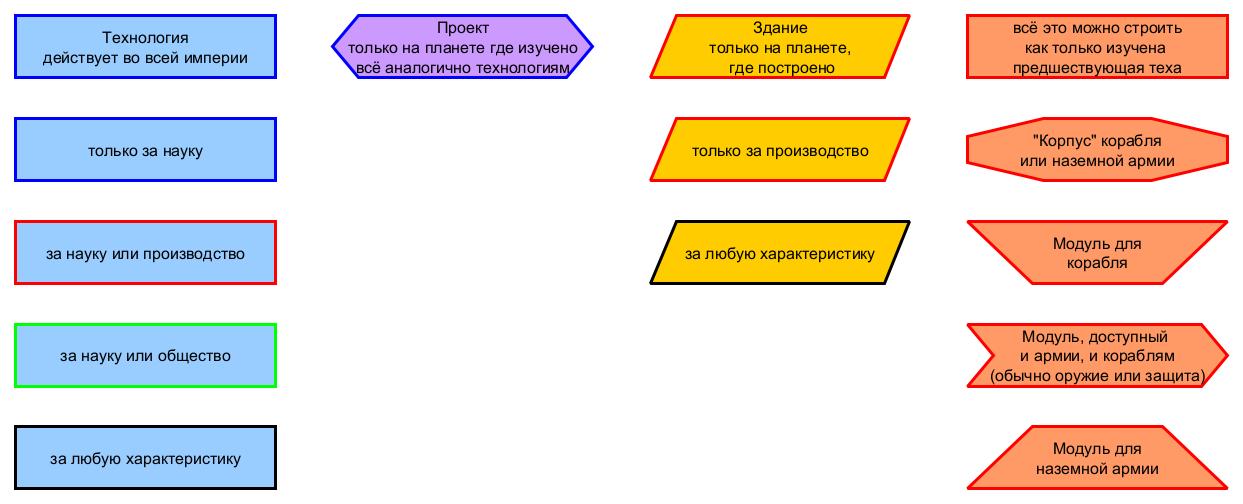 Технология
действует во всей империи
Проект
только на планете где изучено
всё аналогично технологиям
Здание
только на планете,
где построено
всё это можно строить
как только изучена
предшествующая теха
только за науку
только за производство
"Корпус" корабля
или наземной армии
за науку или производство
за любую характеристику
Модуль для
корабля
за науку или общество
Модуль, доступный
и армии, и кораблям
(обычно оружие или защита)
за любую характеристику
Модуль для
наземной армии